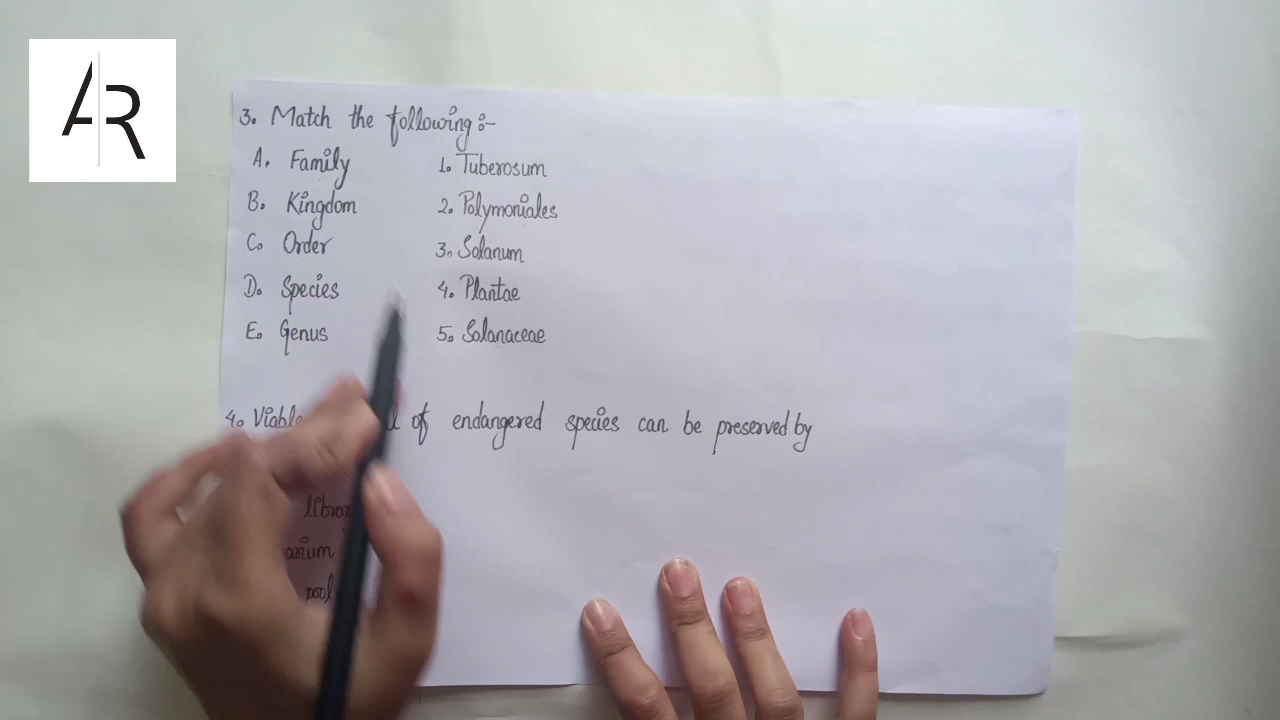 AR
3. Match the following :-
A. Family 1. Tuberosum
B. Kingdom 2. Polymoniales
C. Order 3. Solanum
D. Species 4. Plantae
E. Genus 5. Solanaceae
4. of endangered species can be preserved by